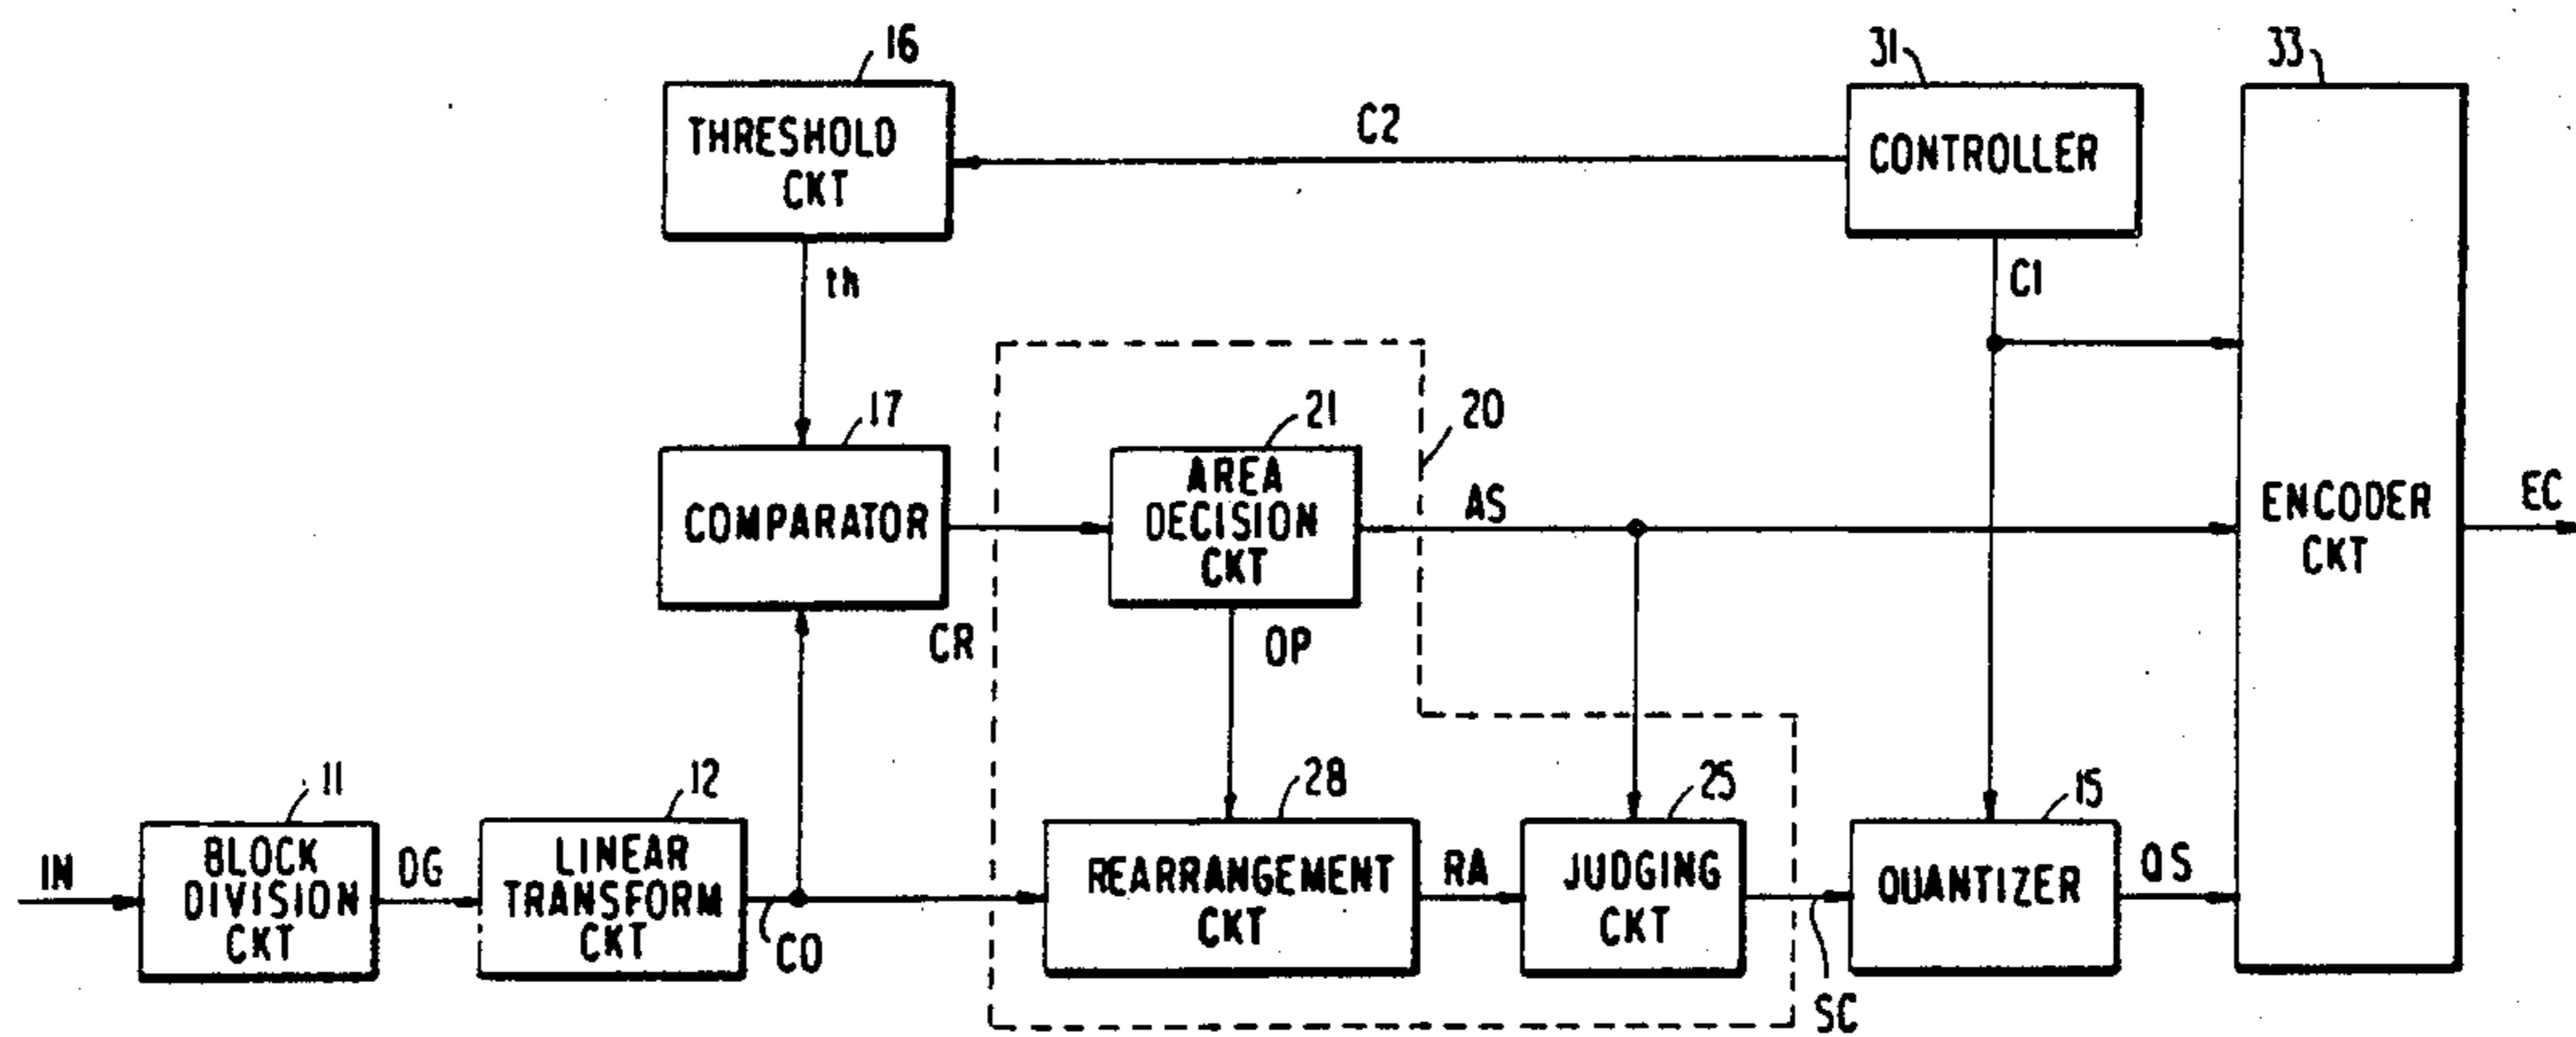 16
31
33
THRESHOLD
CKT
C2
CONTROLLER
th
C1
17
21
20
COMPARATOR
AREA
DECISION
CKT
AS
ENCODER
CKT
EC
CR
OP
11
12
28
25
15
IN
BLOCK
DIVISION
CKT
DG
LINEAR
TRANSFORM
CKT
CO
REARRANGEMENT
CKT
RA
JUDGING
CKT
SC
QUANTIZER
QS